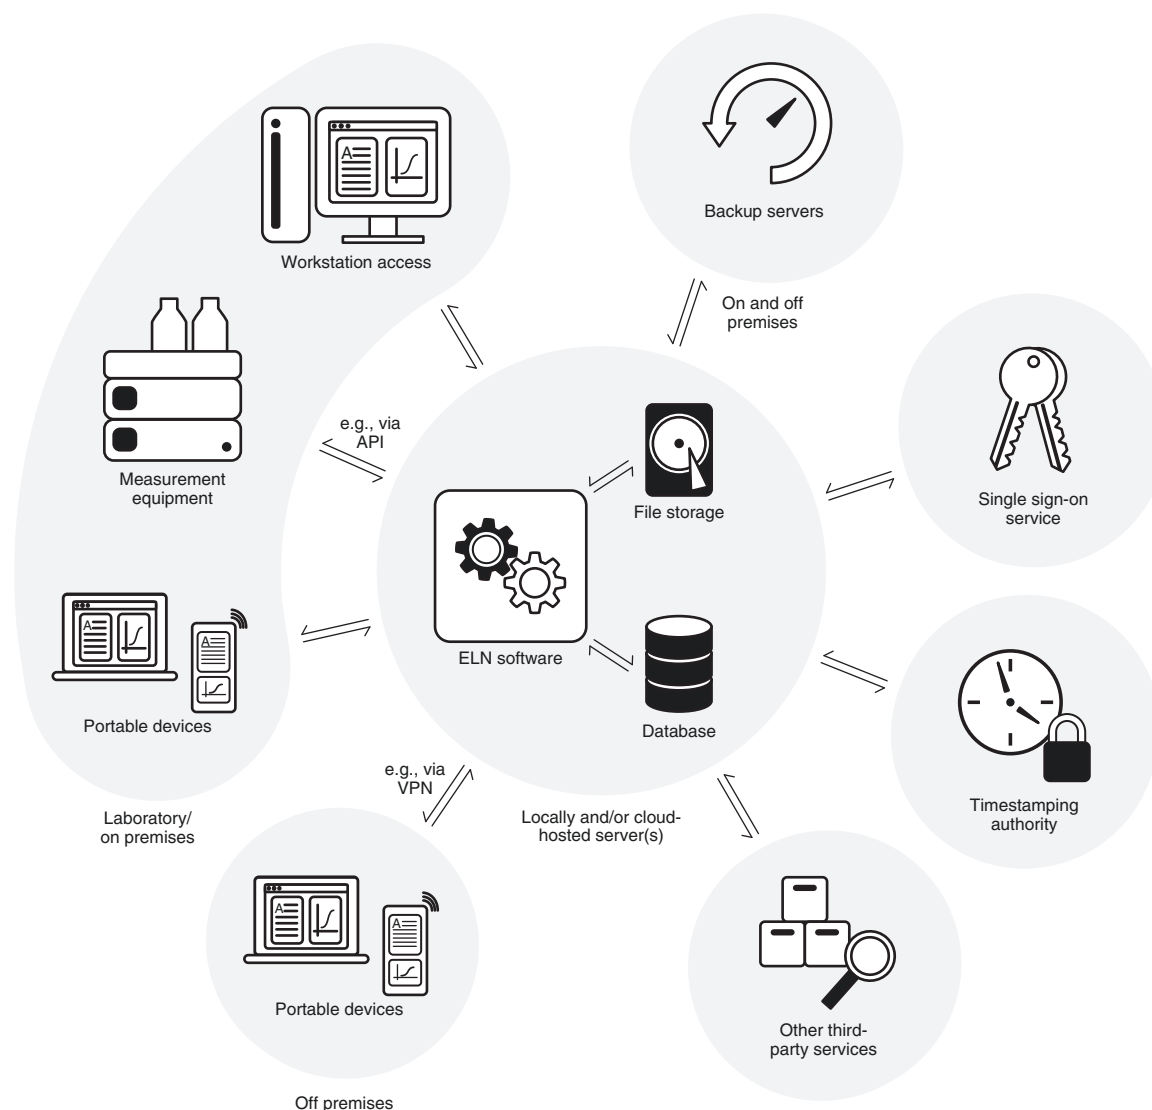 Backup servers
Workstation access
On and off
premises
e.g., via
API
Measurement
equipment
File storage
Single sign-on
service
ELN software
Portable devices
Database
e.g., via
VPN
Laboratory/
on premises
Locally and/or cloud-
hosted server(s)
Timestamping
authority
Portable devices
Other third-
party services
Off premises
A
A
A
A
A